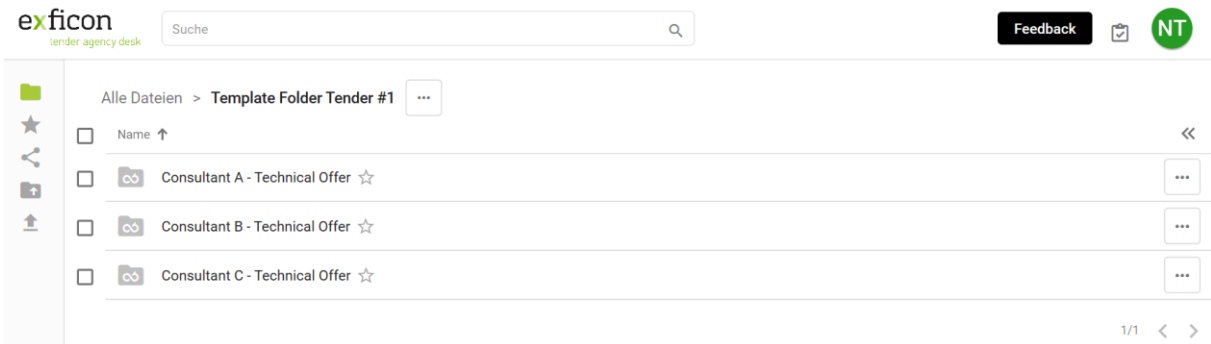 exficon
lender agency desk
Suche
Feedback
NT
Alle Dateien > Template Folder Tender #1 ...
Name ↑
Consultant A - Technical Offer
Consultant B - Technical Offer
Consultant C - Technical Offer
1/1 < >